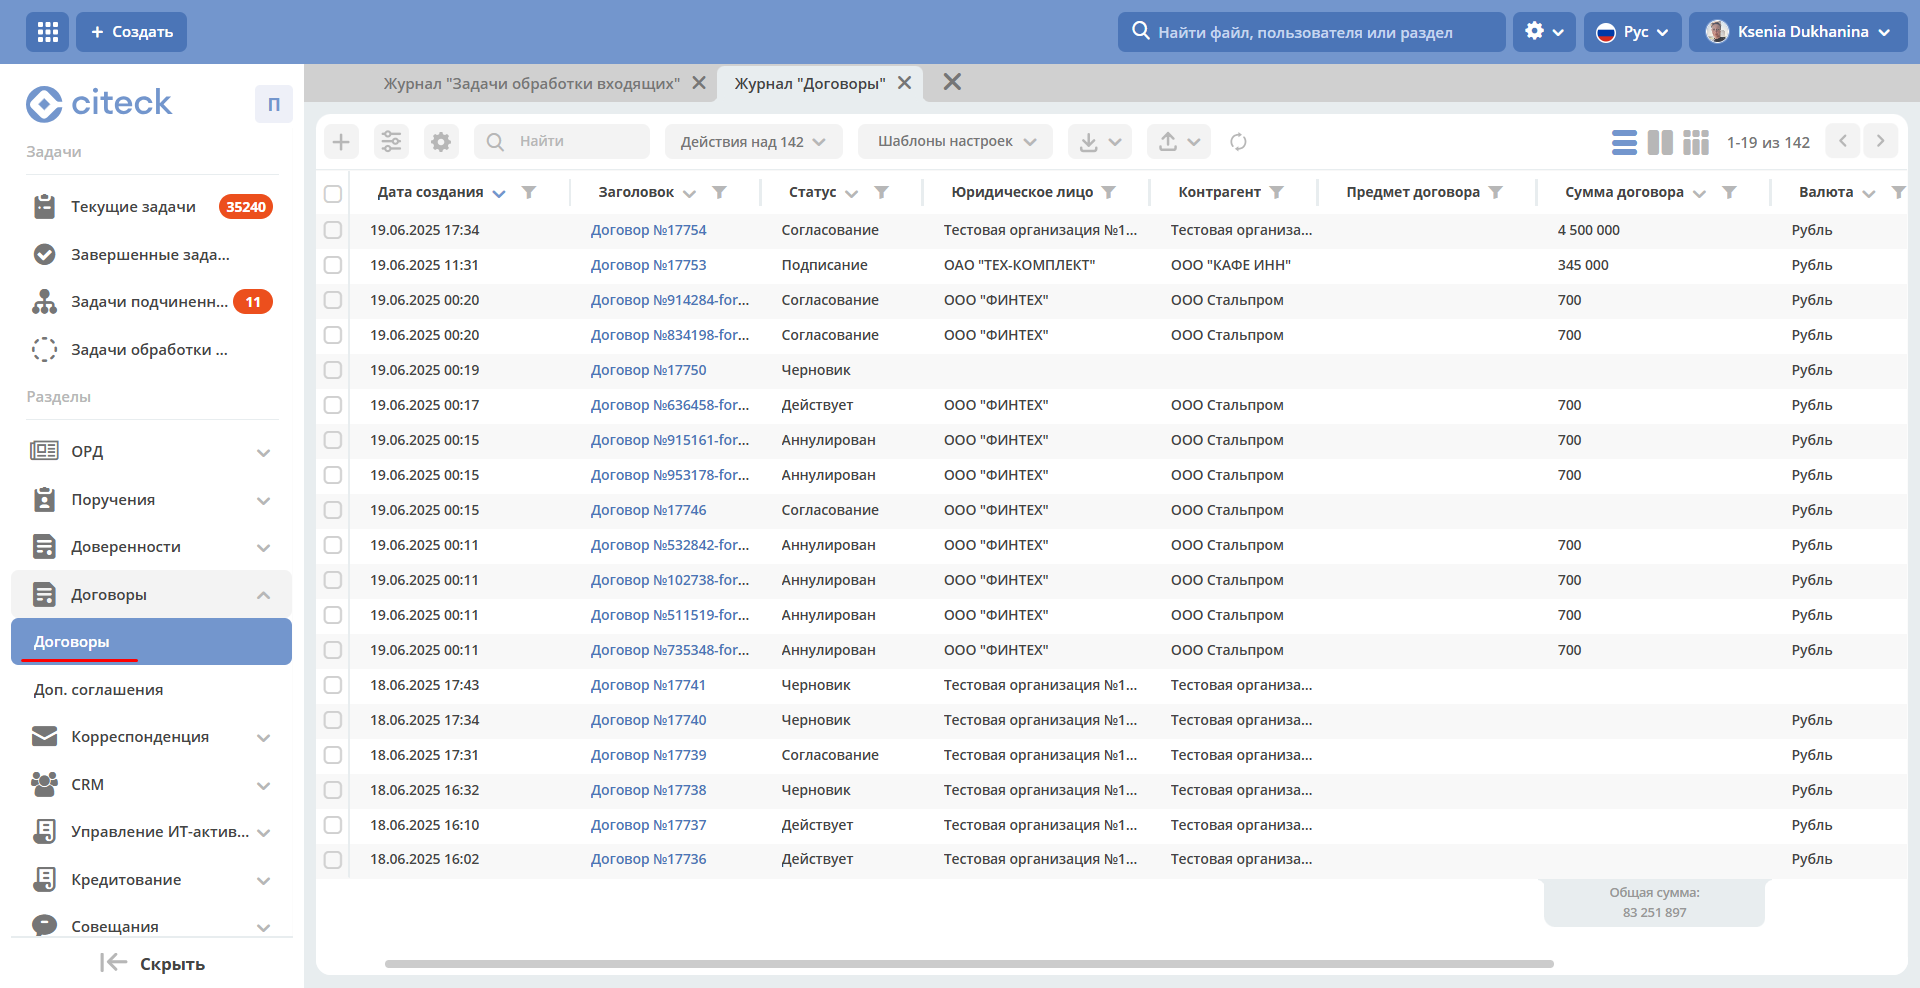 + Создать
Найти файл, пользователя или раздел
Рус
Ksenia Dukhanina
citeck
П
Задачи
Текущие задачи 35240
Завершенные зада...
Задачи подчиненн... 11
Задачи обработки ...
Разделы
ОРД
Поручения
Доверенности
Договоры
Договоры
Доп. соглашения
Корреспонденция
CRM
Управление ИТ-актив...
Кредитование
Совещания
Скрыть
Журнал "Задачи обработки входящих"
Журнал "Договоры"
Найти
Действия над 142
Шаблоны настроек
1-19 из 142
Дата создания Заголовок Статус Юридическое лицо Контрагент Предмет договора Сумма договора Валюта
19.06.2025 17:34 Договор №17754 Согласование Тестовая организация №1... Тестовая организа... 4 500 000 Рубль
19.06.2025 11:31 Договор №17753 Подписание ОАО "ТЕХ-КОМПЛЕКТ" ООО "КАФЕ ИНН" 345 000 Рубль
19.06.2025 00:20 Договор №914284-for... Согласование ООО "ФИНТЕХ" ООО Стальпром 700 Рубль
19.06.2025 00:20 Договор №834198-for... Согласование ООО "ФИНТЕХ" ООО Стальпром 700 Рубль
19.06.2025 00:19 Договор №17750 Черновик Рубль
19.06.2025 00:17 Договор №636458-for... Действует ООО "ФИНТЕХ" ООО Стальпром 700 Рубль
19.06.2025 00:15 Договор №915161-for... Аннулирован ООО "ФИНТЕХ" ООО Стальпром 700 Рубль
19.06.2025 00:15 Договор №953178-for... Аннулирован ООО "ФИНТЕХ" ООО Стальпром 700 Рубль
19.06.2025 00:15 Договор №17746 Согласование ООО "ФИНТЕХ" ООО Стальпром Рубль
19.06.2025 00:11 Договор №532842-for... Аннулирован ООО "ФИНТЕХ" ООО Стальпром 700 Рубль
19.06.2025 00:11 Договор №102738-for... Аннулирован ООО "ФИНТЕХ" ООО Стальпром 700 Рубль
19.06.2025 00:11 Договор №511519-for... Аннулирован ООО "ФИНТЕХ" ООО Стальпром 700 Рубль
19.06.2025 00:11 Договор №735348-for... Аннулирован ООО "ФИНТЕХ" ООО Стальпром 700 Рубль
18.06.2025 17:43 Договор №17741 Черновик Тестовая организация №1... Тестовая организа...
18.06.2025 17:34 Договор №17740 Черновик Тестовая организация №1... Тестовая организа... Рубль
18.06.2025 17:31 Договор №17739 Согласование Тестовая организация №1... Тестовая организа... Рубль
18.06.2025 16:32 Договор №17738 Черновик Тестовая организация №1... Тестовая организа... Рубль
18.06.2025 16:10 Договор №17737 Действует Тестовая организация №1... Тестовая организа... Рубль
18.06.2025 16:02 Договор №17736 Действует Тестовая организация №1... Тестовая организа... Рубль
Общая сумма:
83 251 897